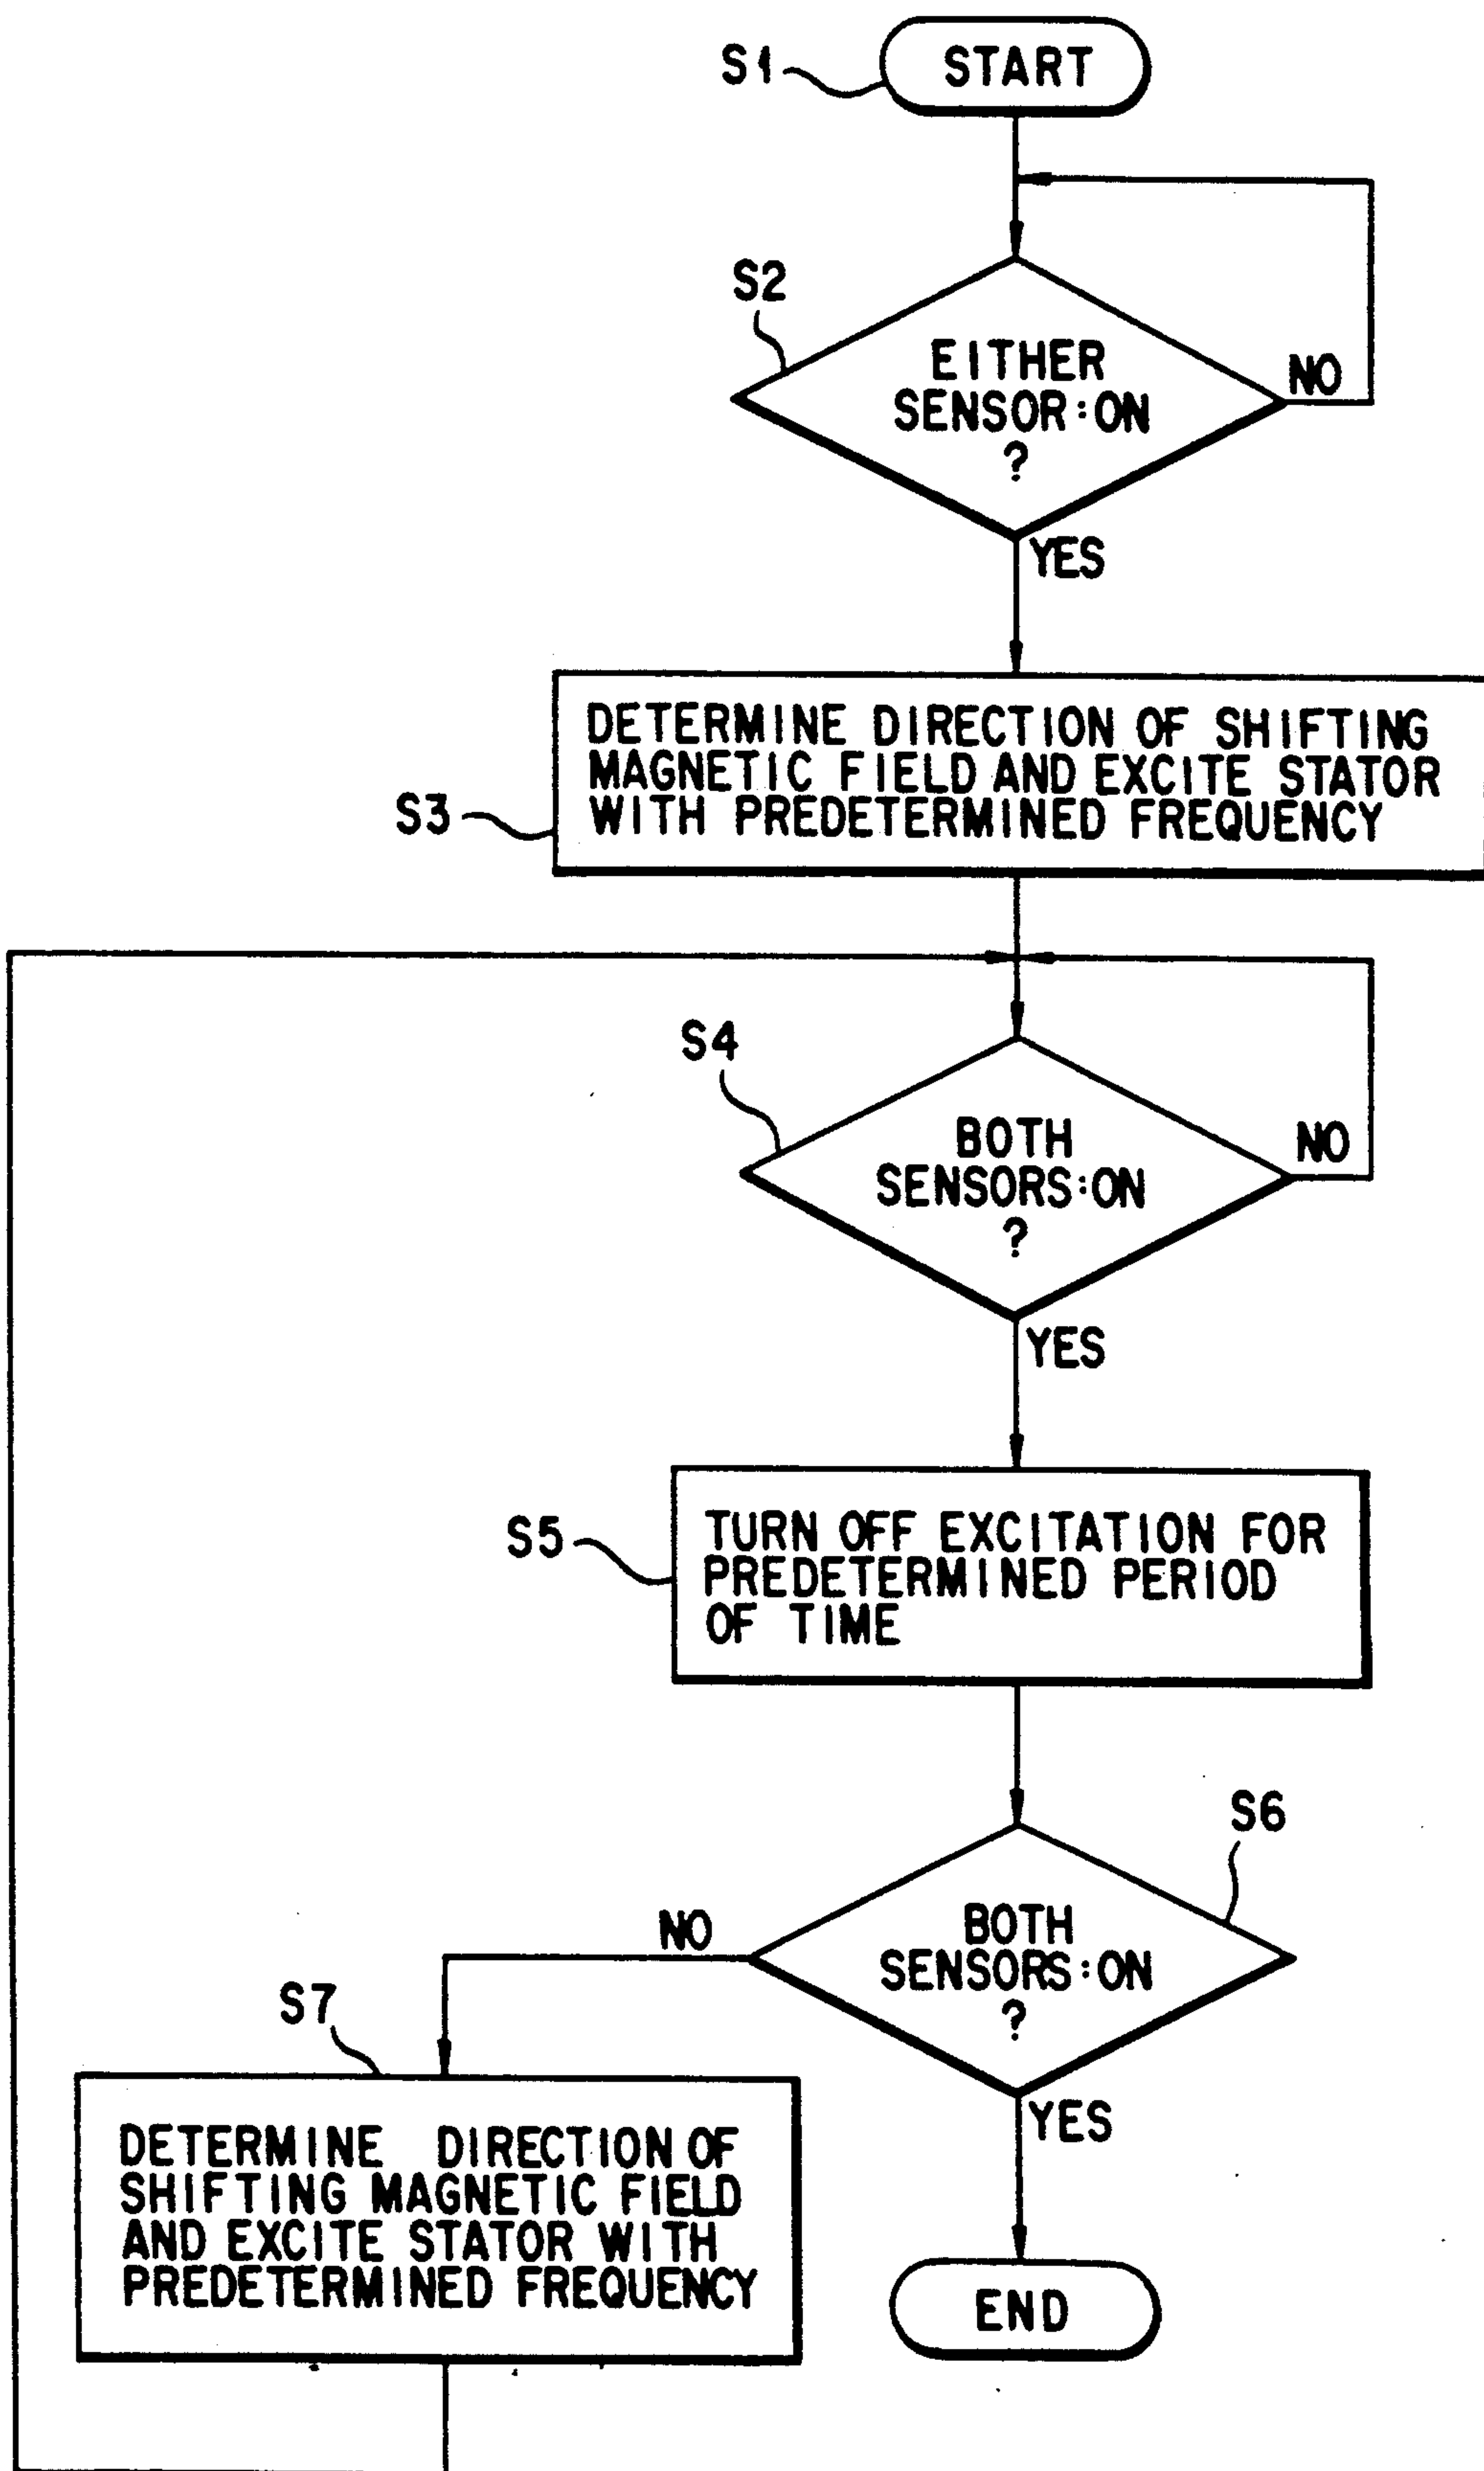 S1
START
S2
EITHER
SENSOR:ON
?
NO
YES
S3
DETERMINE DIRECTION OF SHIFTING
MAGNETIC FIELD AND EXCITE STATOR
WITH PREDETERMINED FREQUENCY
S4
BOTH
SENSORS:ON
?
NO
YES
S5
TURN OFF EXCITATION FOR
PREDETERMINED PERIOD
OF TIME
S6
BOTH
SENSORS:ON
?
NO
YES
S7
DETERMINE DIRECTION OF
SHIFTING MAGNETIC FIELD
AND EXCITE STATOR WITH
PREDETERMINED FREQUENCY
END